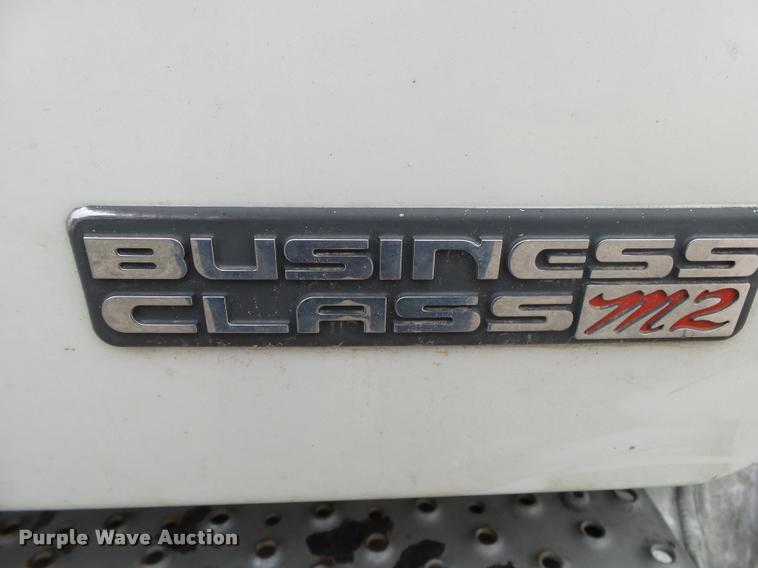 BUSINESS
CLASS M2
Purple Wave Auction